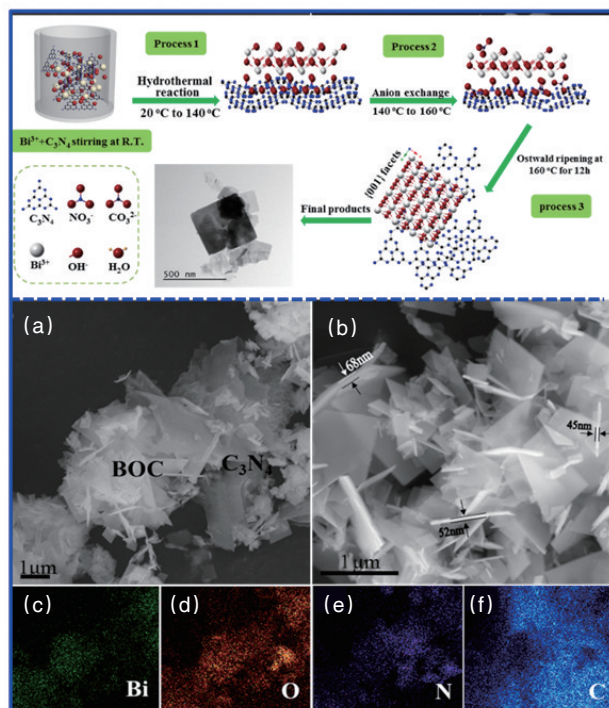 Process 1
Hydrothermal
reaction
20 °C to 140 °C
Process 2
Anion exchange
140 °C to 160 °C
Bi³⁺+C₃N₄ stirring at R.T.
C₃N₄
NO₃⁻
CO₃²⁻
Bi³⁺
OH⁻
H₂O
500 nm
Final products
[001] facets
Ostwald ripening at
160 °C for 12h
process 3
(a)
BOC
C₃N₄
1μm
(b)
68nm
45nm
52nm
1 μm
(c)
Bi
(d)
O
(e)
N
(f)
C